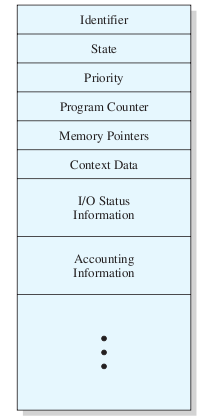 Identifier
State
Priority
Program Counter
Memory Pointers
Context Data
I/O Status
Information
Accounting
Information